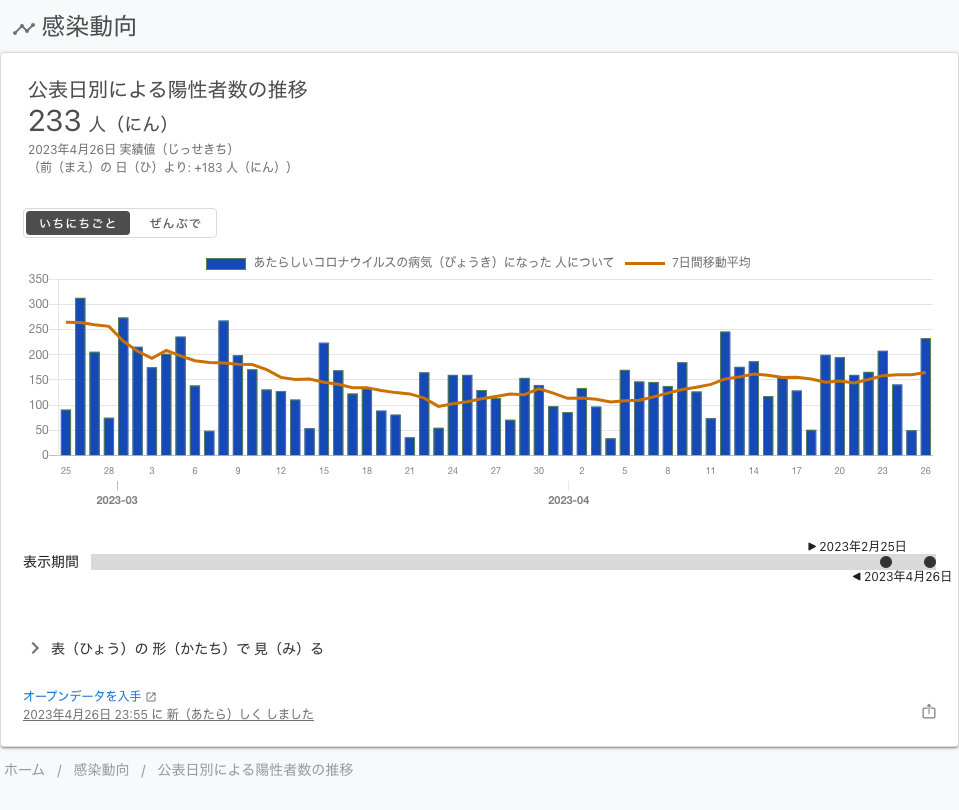 感染動向
公表日別による陽性者数の推移
233 人（にん）
2023年4月26日 実績値（じっせきち）
（前（まえ）の 日（ひ）より: +183 人（にん））
いちにちごと ぜんぶで
あたらしいコロナウイルスの病気（びょうき）になった 人について 7日間移動平均
350
300
250
200
150
100
50
0
25 28 3 6 9 12 15 18 21 24 27 30 2 5 8 11 14 17 20 23 26
2023-03 2023-04
2023年2月25日
表示期間
2023年4月26日
表（ひょう）の 形（かたち）で 見（み）る
オープンデータを入手
2023年4月26日 23:55 に 新（あたら）しく しました
ホーム / 感染動向 / 公表日別による陽性者数の推移